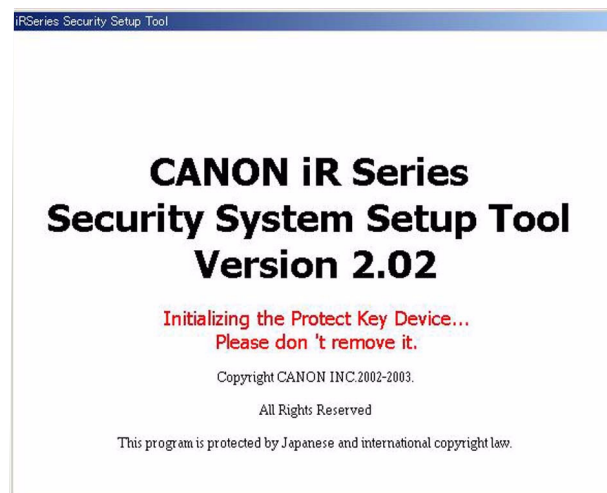 iRSeries Security Setup Tool
CANON iR Series
Security System Setup Tool
Version 2.02
Initializing the Protect Key Device...
Please don 't remove it.
Copyright CANON INC.2002-2003.
All Rights Reserved
This program is protected by Japanese and international copyright law.